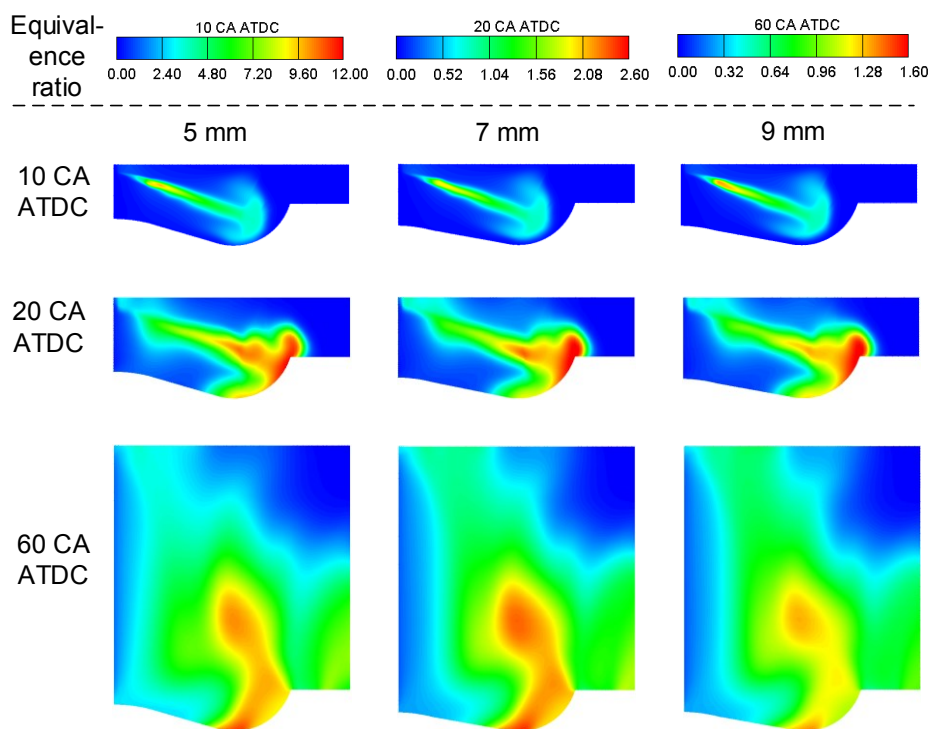 Equival-
ence
ratio
10 CA ATDC
0.00 2.40 4.80 7.20 9.60 12.00
20 CA ATDC
0.00 0.52 1.04 1.56 2.08 2.60
60 CA ATDC
0.00 0.32 0.64 0.96 1.28 1.60
5 mm 7 mm 9 mm
10 CA
ATDC
20 CA
ATDC
60 CA
ATDC